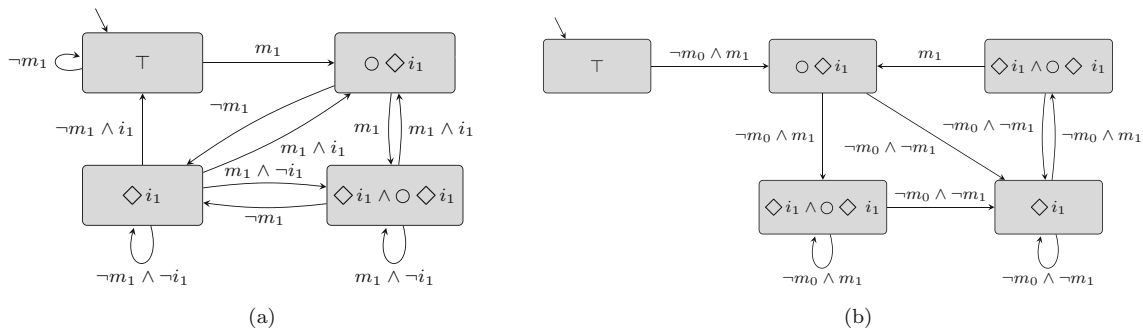 ⊤
m₁
○ ◇ i₁
¬m₁
¬m₁
m₁
m₁ ∧ i₁
¬m₁ ∧ i₁
m₁ ∧ i₁
m₁ ∧ ¬i₁
◇ i₁
◇ i₁ ∧ ○ ◇ i₁
¬m₁
¬m₁ ∧ ¬i₁
m₁ ∧ ¬i₁
(a)
⊤
¬m₀ ∧ m₁
○ ◇ i₁
m₁
◇ i₁ ∧ ○ ◇ i₁
¬m₀ ∧ m₁
¬m₀ ∧ ¬m₁
¬m₀ ∧ ¬m₁
¬m₀ ∧ m₁
◇ i₁ ∧ ○ ◇ i₁
¬m₀ ∧ ¬m₁
◇ i₁
¬m₀ ∧ m₁
¬m₀ ∧ ¬m₁
(b)